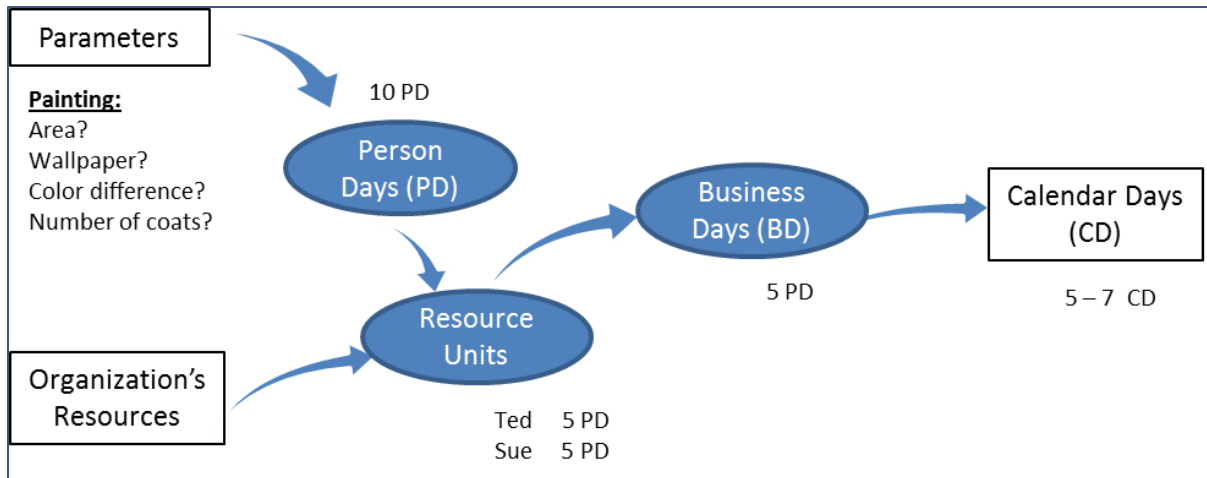 Parameters
Painting:
Area?
Wallpaper?
Color difference?
Number of coats?
10 PD
Person
Days (PD)
Business
Days (BD)
5 PD
Calendar Days
(CD)
5 – 7 CD
Resource
Units
Organization’s
Resources
Ted 5 PD
Sue 5 PD